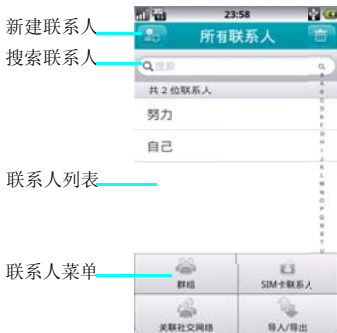 23:58
新建联系人
所有联系人
搜索联系人
搜索
共 2 位联系人
努力
自己
联系人列表
联系人菜单
群组
SIM卡联系人
关联社交网络
导入/导出